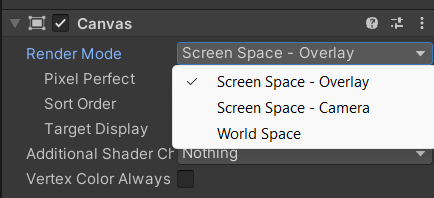 Canvas
Render Mode Screen Space - Overlay
Pixel Perfect Screen Space - Overlay
Sort Order Screen Space - Camera
Target Display World Space
Additional Shader Ch Nothing
Vertex Color Always